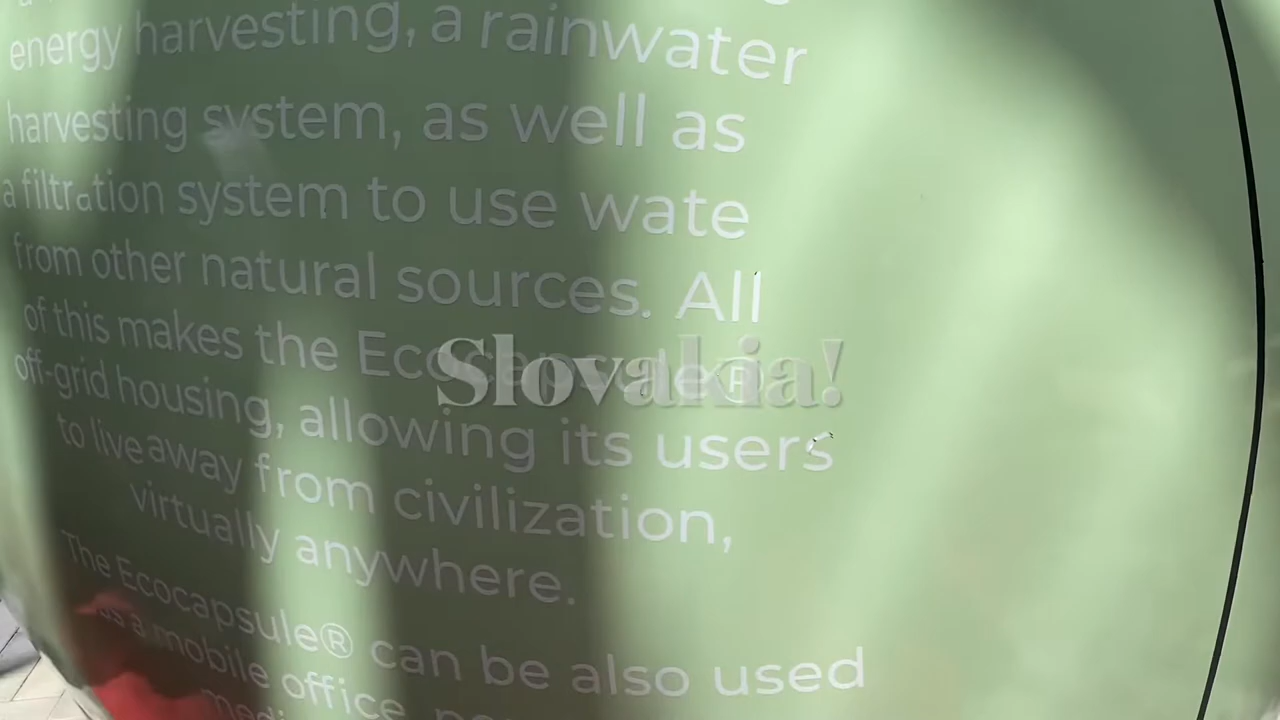 energy harvesting, a rainwater
harvesting system, as well as
a filtration system to use wate
from other natural sources. All
of this makes the Ecocapsule®
off-grid housing, allowing its users
to live away from civilization,
virtually anywhere.
The Ecocapsule® can be also used
as a mobile office,
Slovakia!